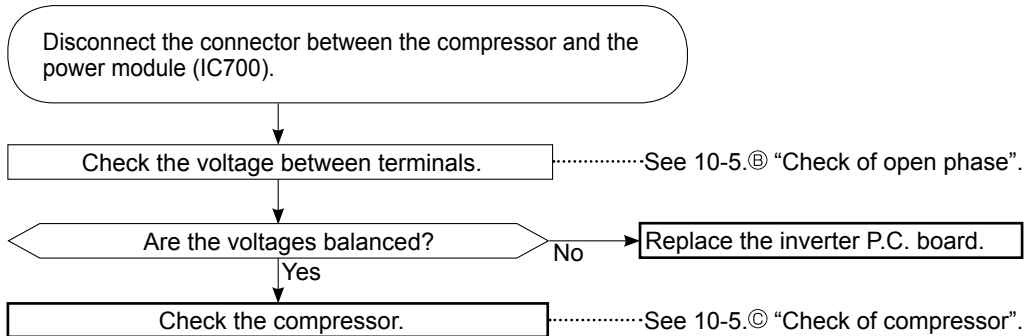 Disconnect the connector between the compressor and the
power module (IC700).
Check the voltage between terminals.
See 10-5.Ⓑ “Check of open phase”.
Are the voltages balanced?
No
Replace the inverter P.C. board.
Yes
Check the compressor.
See 10-5.Ⓒ “Check of compressor”.